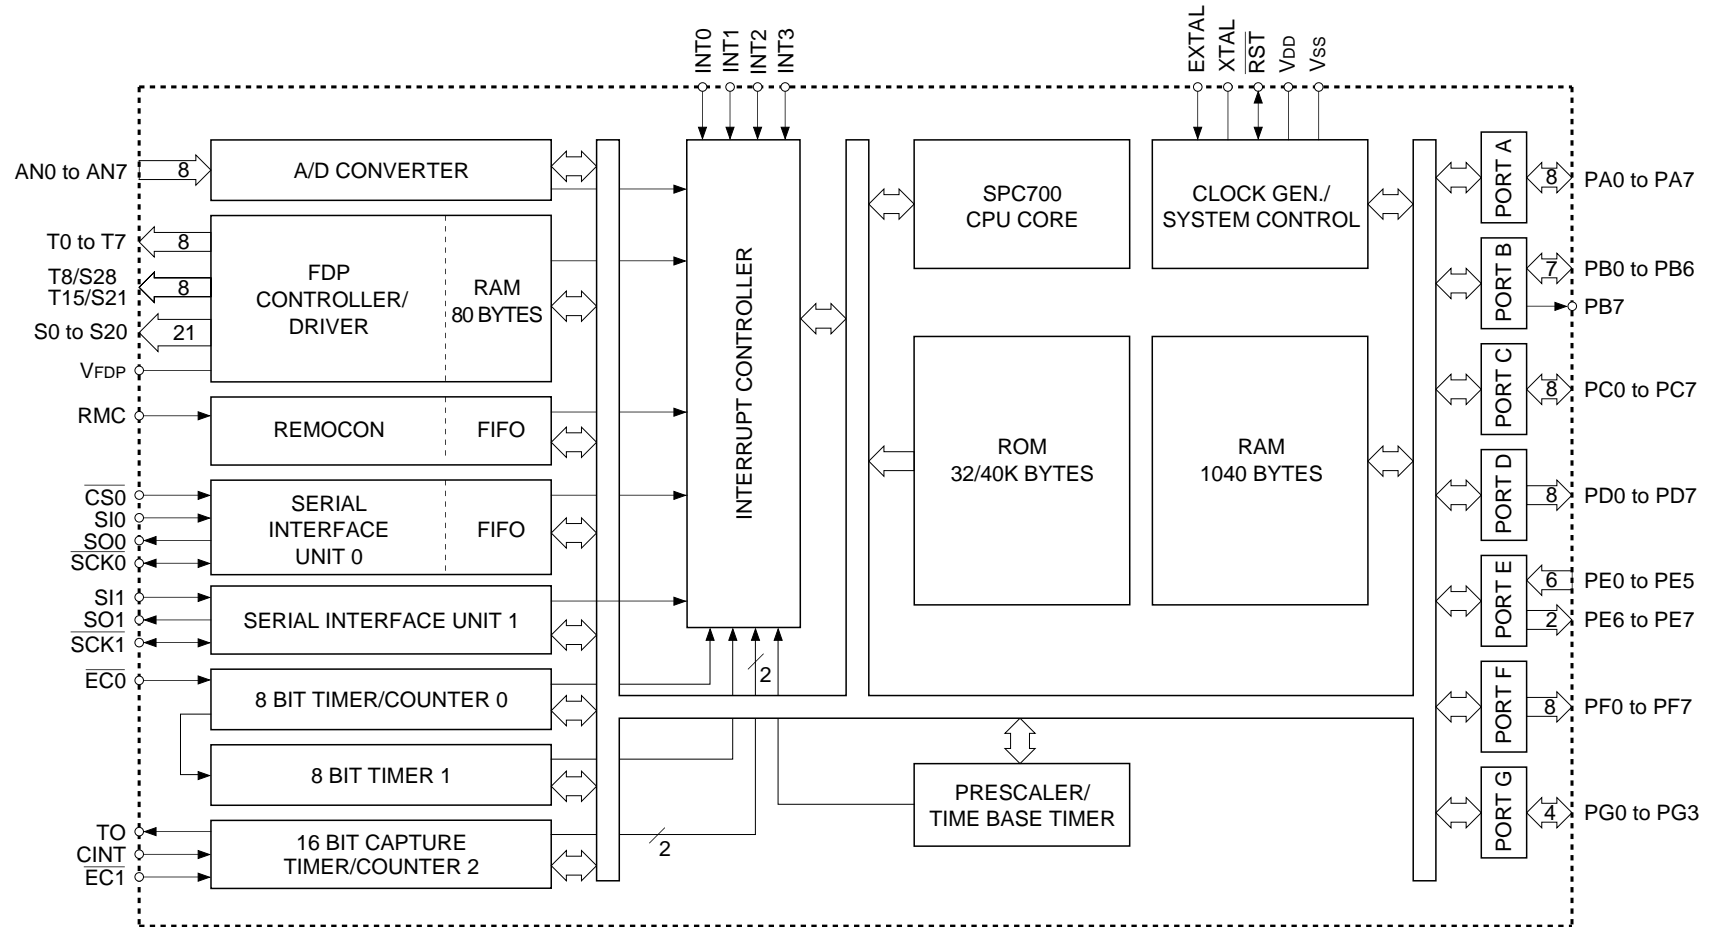 INT0
INT1
INT2
INT3
EXTAL
XTAL
RST
VDD
VSS
AN0 to AN7
8
A/D CONVERTER
T0 to T7
8
T8/S28
T15/S21
8
S0 to S20
21
VFDP
FDP
CONTROLLER/
DRIVER
RAM
80 BYTES
RMC
REMOCON
FIFO
CS0
SI0
SO0
SCK0
SERIAL
INTERFACE
UNIT 0
FIFO
SI1
SO1
SCK1
SERIAL INTERFACE UNIT 1
EC0
8 BIT TIMER/COUNTER 0
8 BIT TIMER 1
TO
CINT
EC1
16 BIT CAPTURE
TIMER/COUNTER 2
2
2
INTERRUPT CONTROLLER
SPC700
CPU CORE
CLOCK GEN./
SYSTEM CONTROL
ROM
32/40K BYTES
RAM
1040 BYTES
PRESCALER/
TIME BASE TIMER
PORT A
8
PA0 to PA7
PORT B
7
PB0 to PB6
PB7
PORT C
8
PC0 to PC7
PORT D
8
PD0 to PD7
PORT E
6
PE0 to PE5
2
PE6 to PE7
PORT F
8
PF0 to PF7
PORT G
4
PG0 to PG3